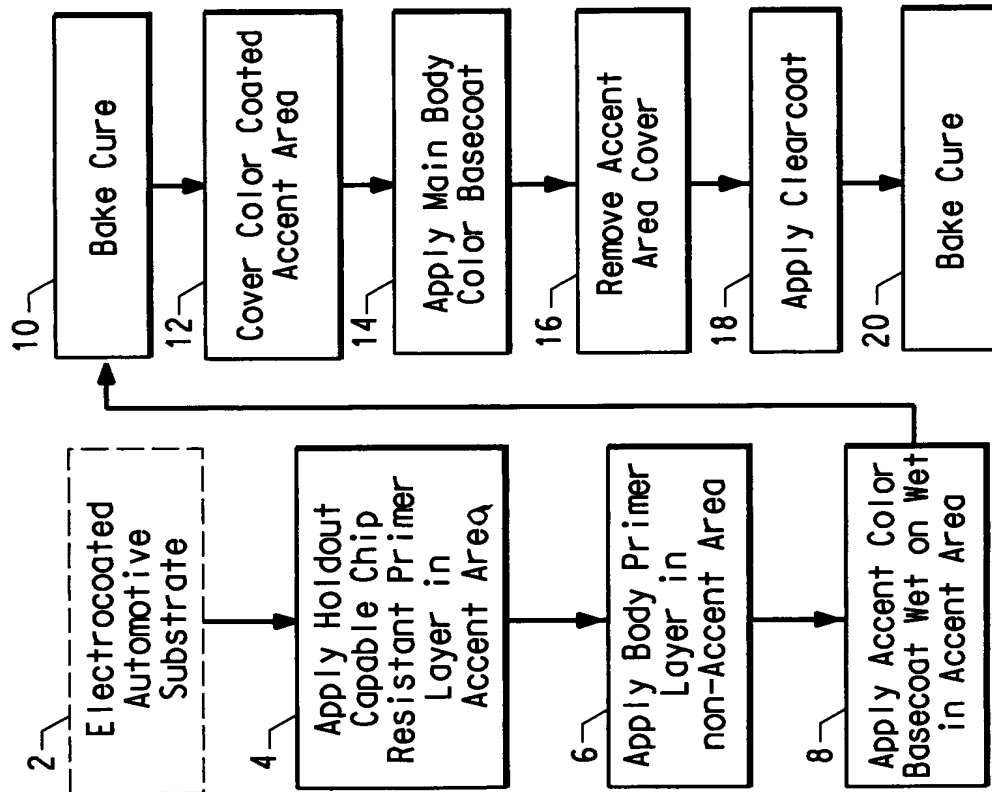 2
Electrocoated
Automotive
Substrate
4
Apply Holdout
Capable Chip
Resistant Primer
Layer in
Accent Area
6
Apply Body Primer
Layer in
non-Accent Area
8
Apply Accent Color
Basecoat Wet on Wet
in Accent Area
10
Bake Cure
12
Cover Color Coated
Accent Area
14
Apply Main Body
Color Basecoat
16
Remove Accent
Area Cover
18
Apply Clearcoat
20
Bake Cure